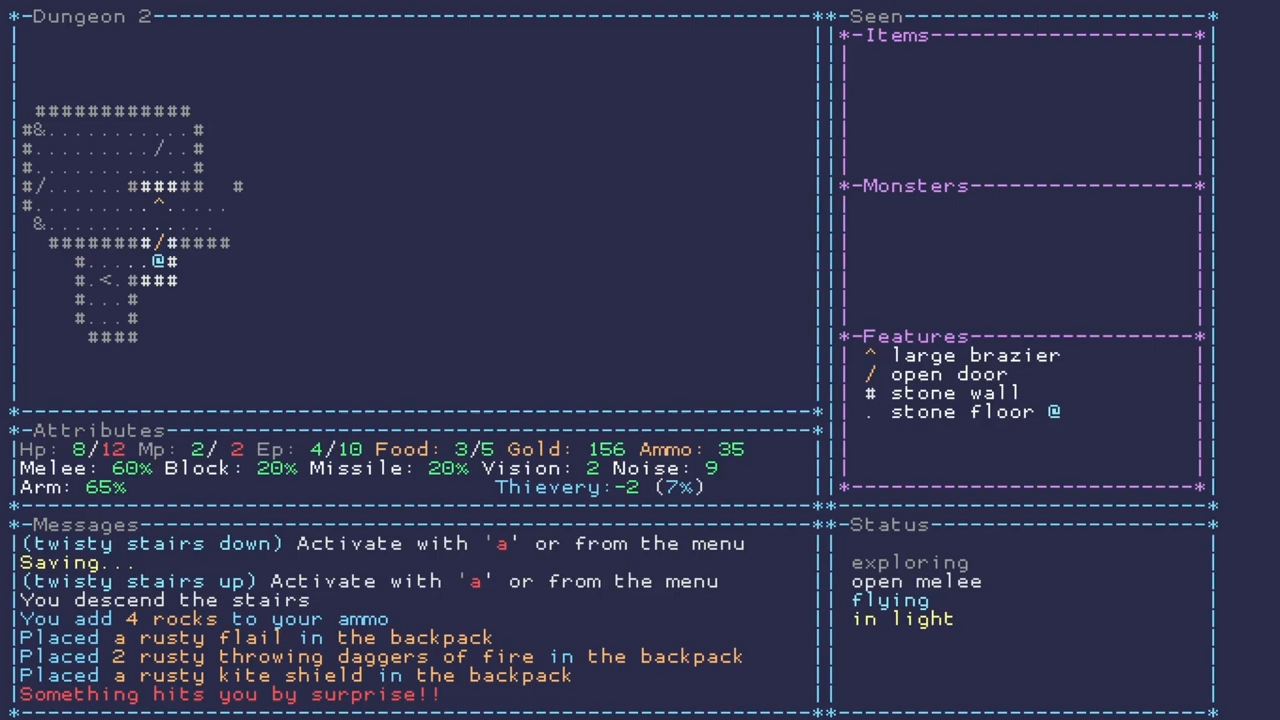 *-Dungeon 2------------------------------------------------**-Seen--------------------------*
*-Items---------------------*
############
#&...........#
#........./..#
#............#
#/......######  #
*-Monsters------------------*
#.........^.....
&.............
########/######
#.....@#
#.<.####
#...#
#...#
####
*-Features------------------*
^ large brazier
/ open door
# stone wall
. stone floor @
*-Attributes-*
Hp: 8/12 Mp: 2/ 2 Ep: 4/10 Food: 3/5 Gold: 156 Ammo: 35
Melee: 60% Block: 20% Missile: 20% Vision: 2 Noise: 9
Arm: 65% Thievery:-2 (7%)
*-Messages-*
(twisty stairs down) Activate with 'a' or from the menu
Saving...
(twisty stairs up) Activate with 'a' or from the menu
You descend the stairs
You add 4 rocks to your ammo
Placed a rusty flail in the backpack
Placed 2 rusty throwing daggers of fire in the backpack
Placed a rusty kite shield in the backpack
Something hits you by surprise!!
*-Status-*
exploring
open melee
flying
in light